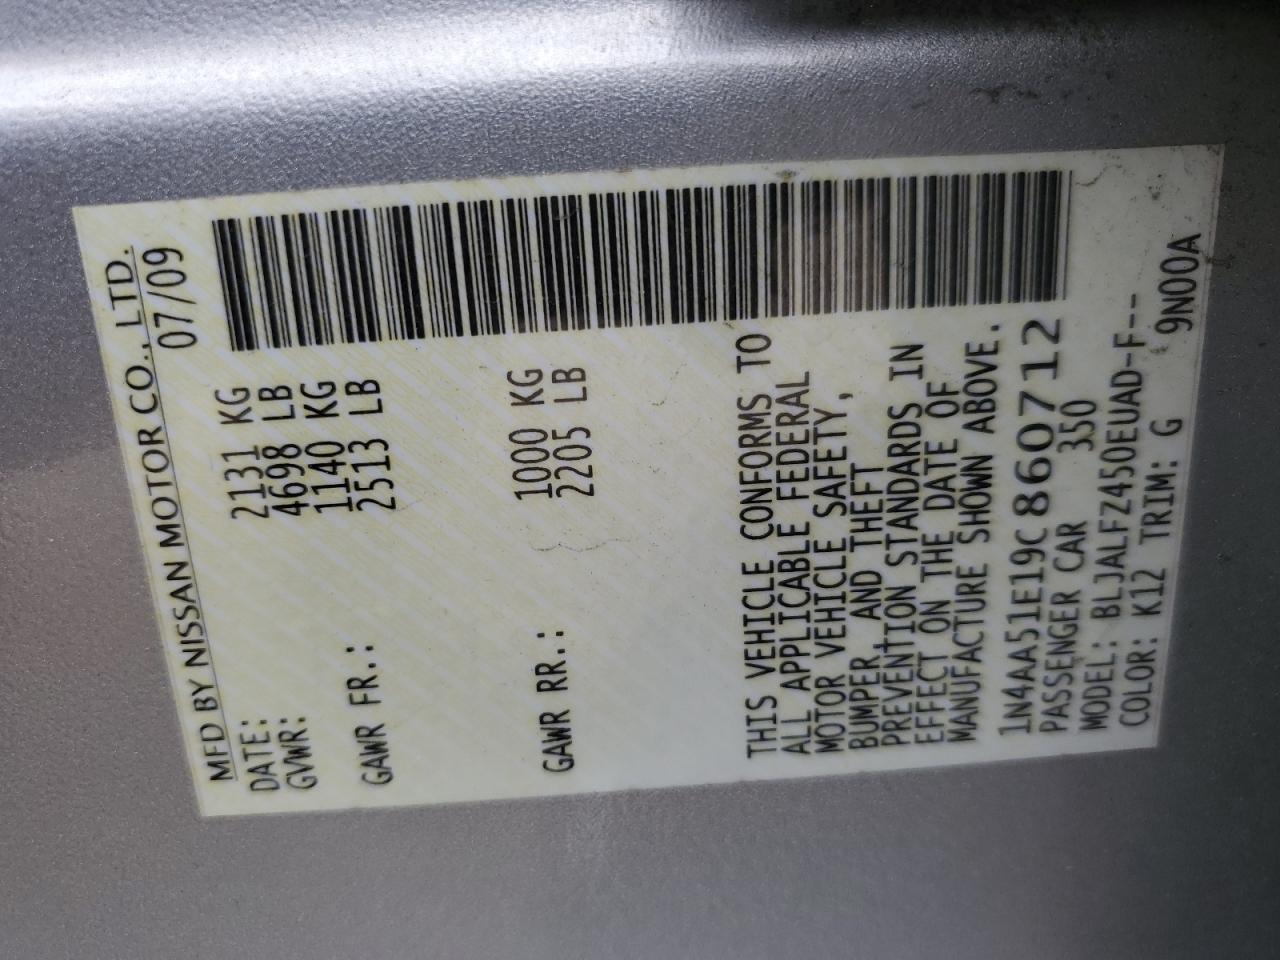 MFD BY NISSAN MOTOR CO., LTD.
DATE: 07/09
GVWR: 2131 KG
4698 LB
GAWR FR.: 1140 KG
2513 LB
GAWR RR.: 1000 KG
2205 LB
THIS VEHICLE CONFORMS TO
ALL APPLICABLE FEDERAL
MOTOR VEHICLE SAFETY,
BUMPER, AND THEFT
PREVENTION STANDARDS IN
EFFECT ON THE DATE OF
MANUFACTURE SHOWN ABOVE.
1N4AA51E19C860712
PASSENGER CAR 350
MODEL: BLJALFZ450EUAD-F---
COLOR: K12 TRIM: G 9N00A